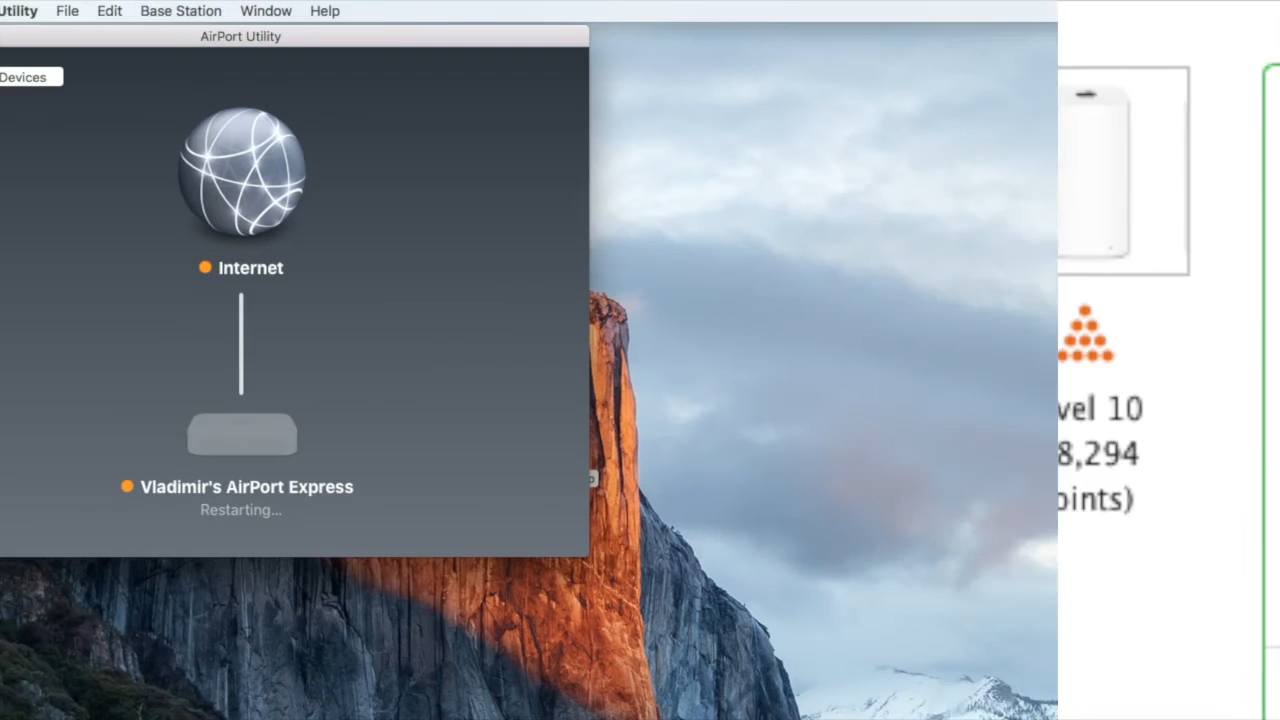 Utility File Edit Base Station Window Help
AirPort Utility
Devices
Internet
Vladimir's AirPort Express
Restarting...
vel 10
8,294
oints)